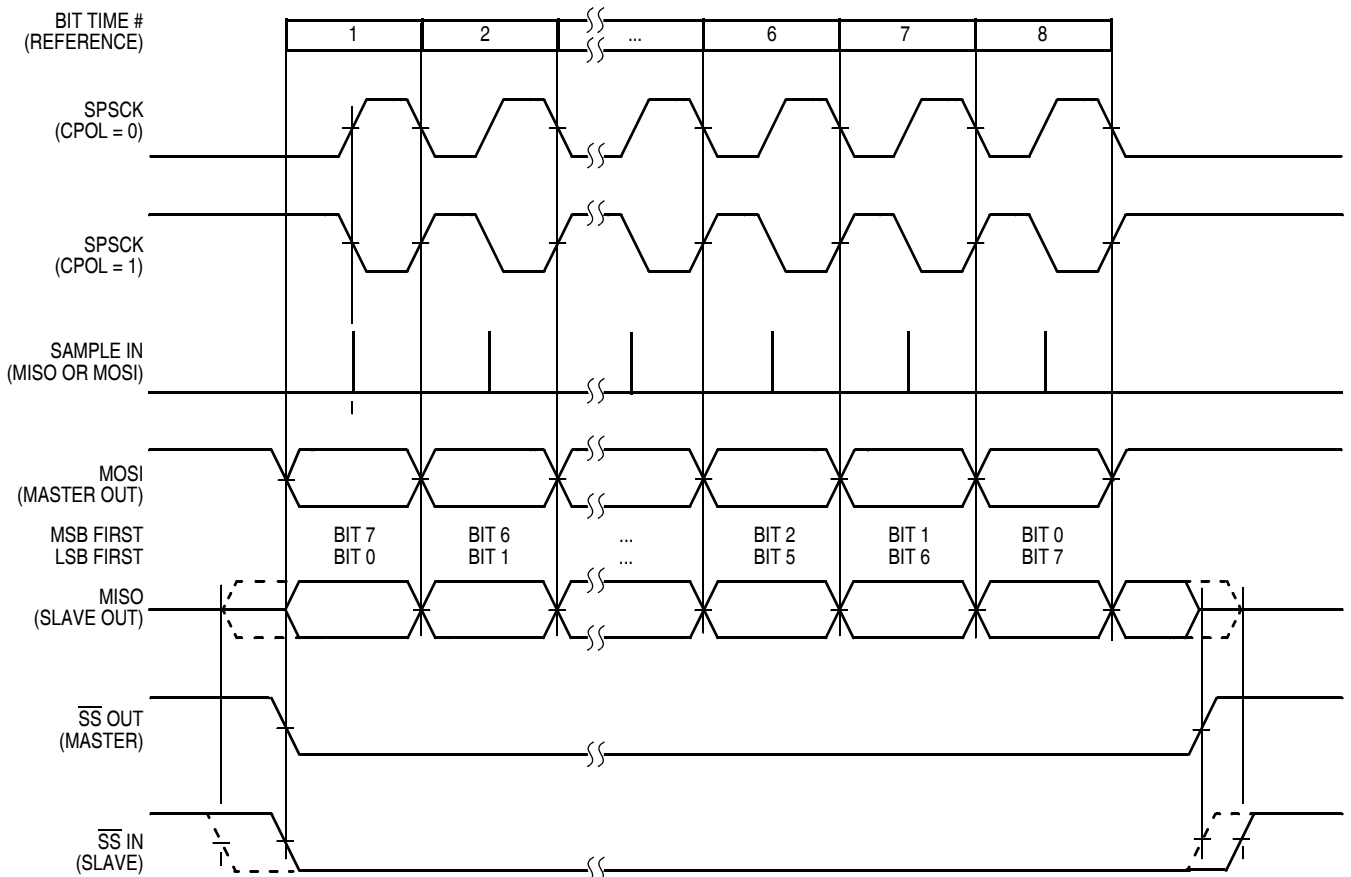 BIT TIME #
(REFERENCE)
1 2 ... 6 7 8
SPSCK
(CPOL = 0)
SPSCK
(CPOL = 1)
SAMPLE IN
(MISO OR MOSI)
MOSI
(MASTER OUT)
MSB FIRST BIT 7 BIT 6 ... BIT 2 BIT 1 BIT 0
LSB FIRST BIT 0 BIT 1 ... BIT 5 BIT 6 BIT 7
MISO
(SLAVE OUT)
S̅S̅ OUT
(MASTER)
S̅S̅ IN
(SLAVE)